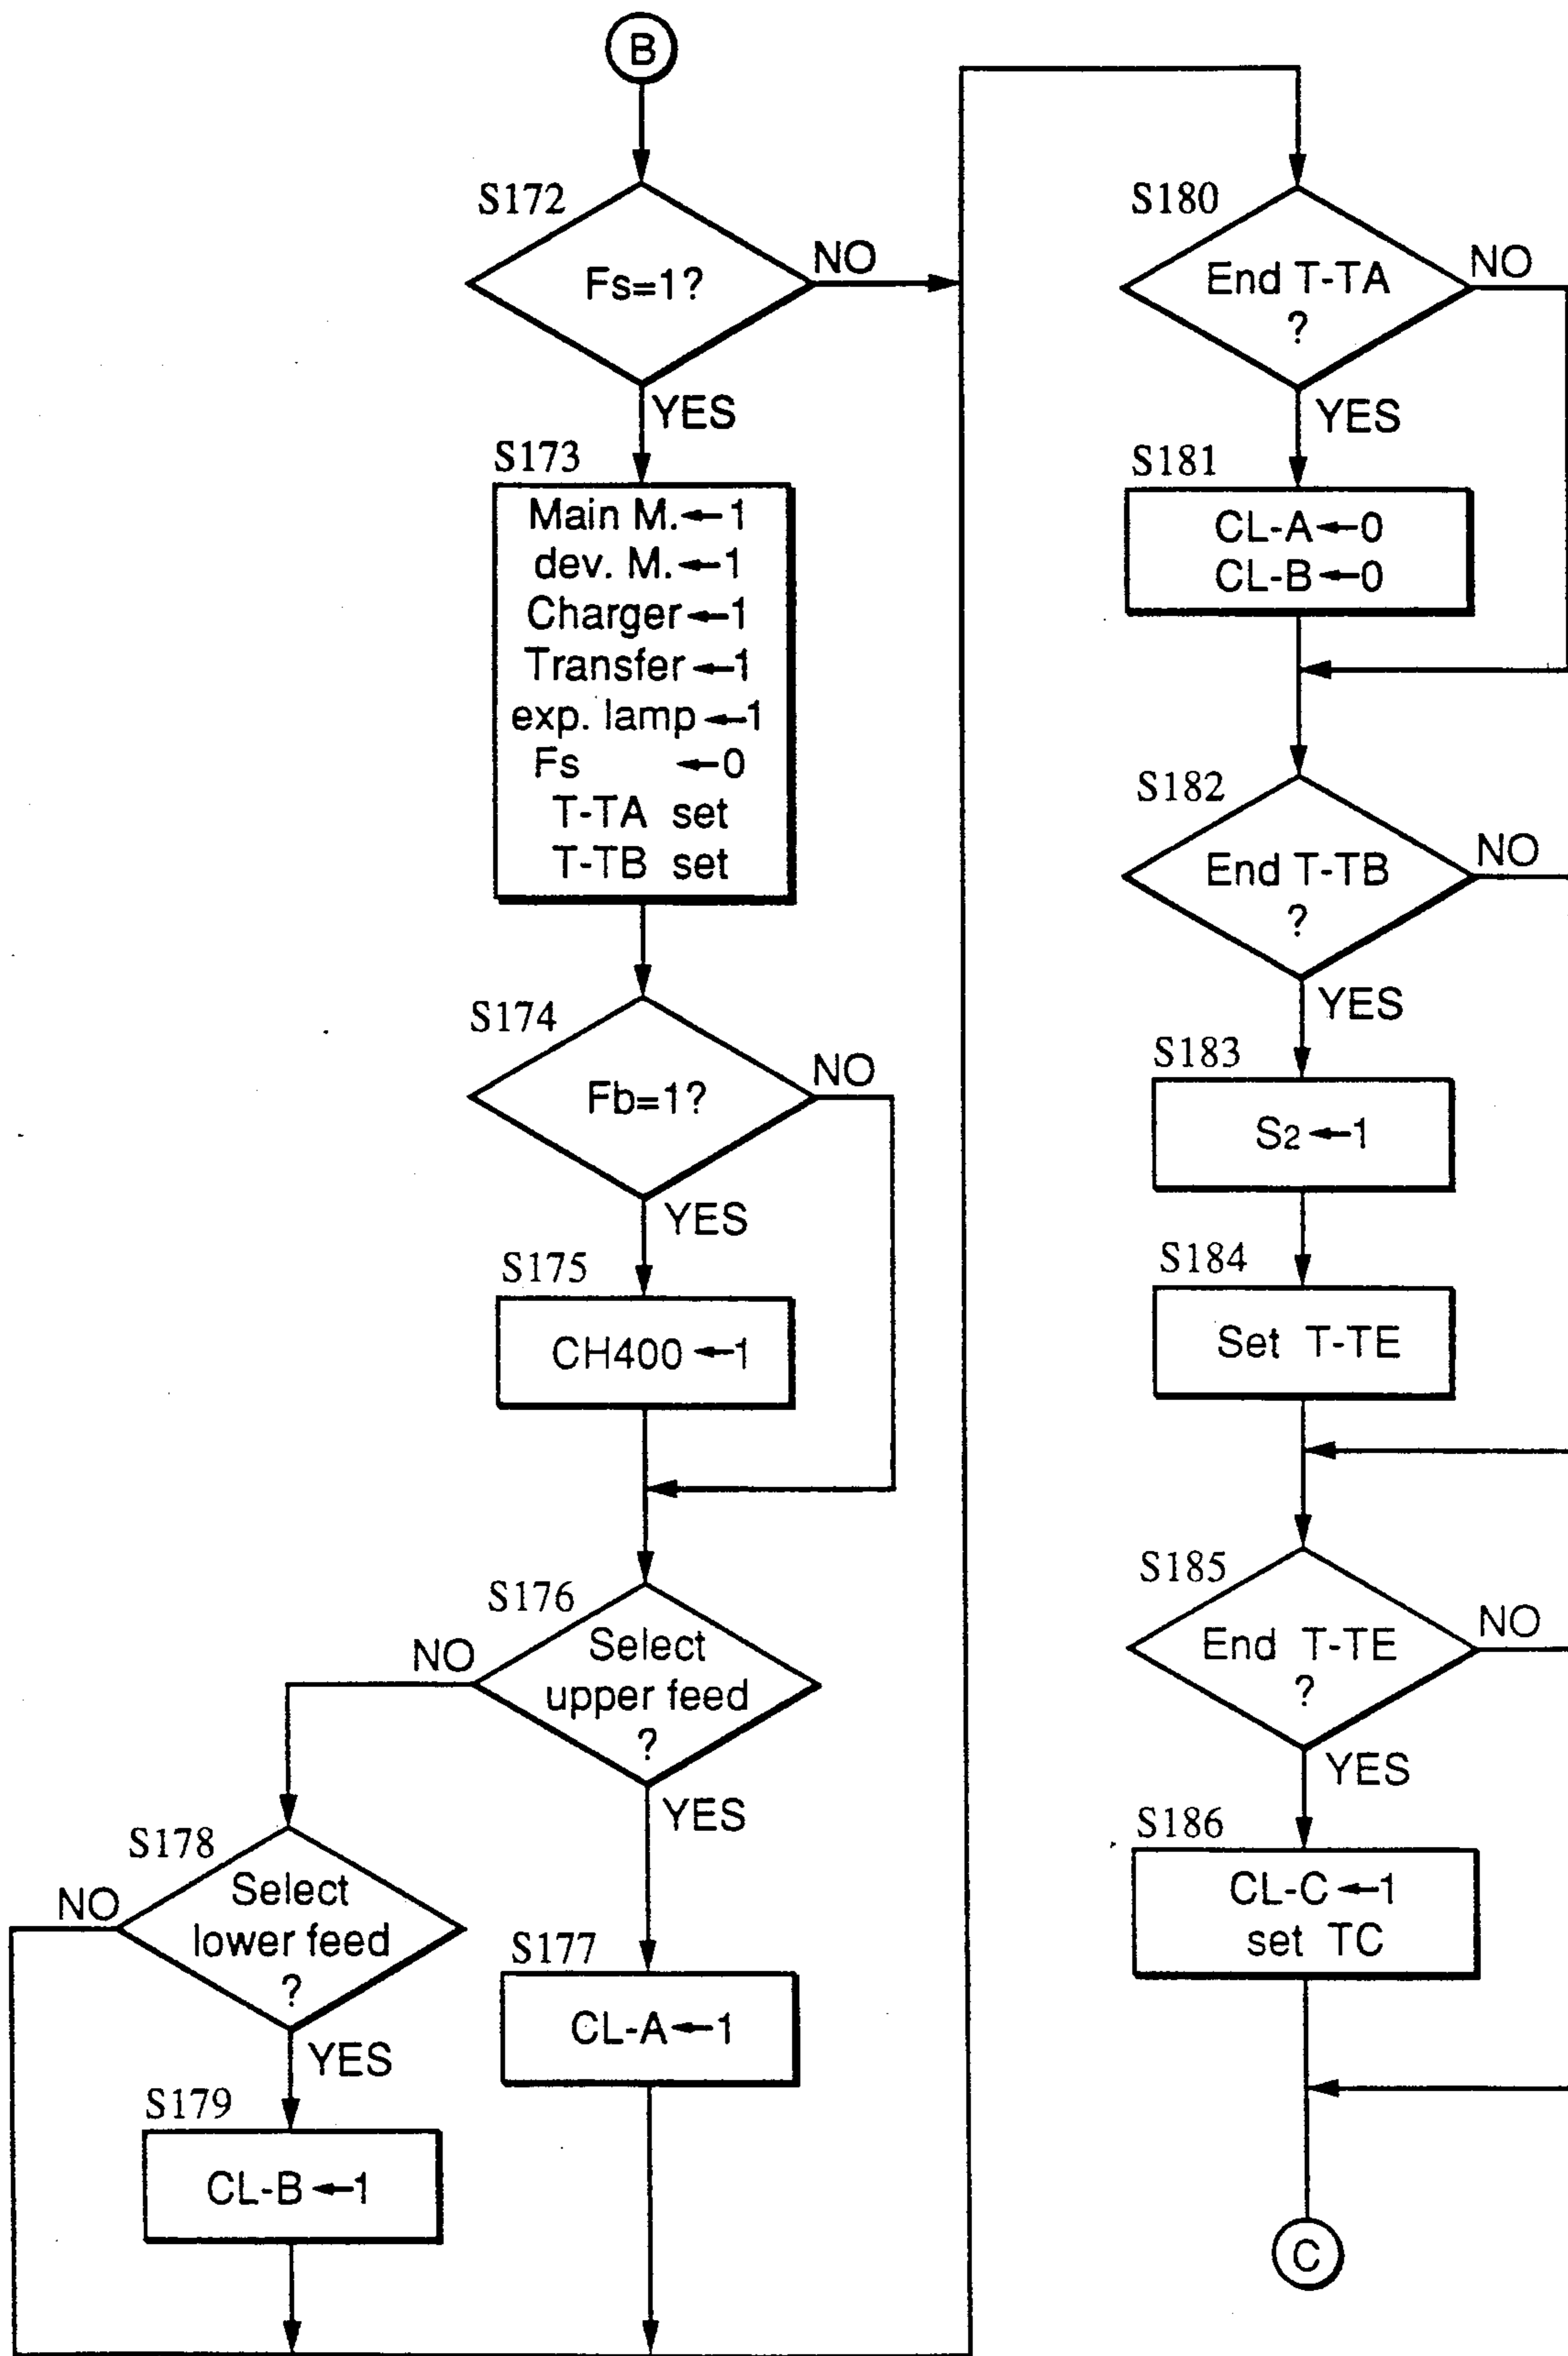 B
S172
Fs=1?
NO
YES
S173
Main M.←1
dev. M.←1
Charger←1
Transfer←1
exp. lamp←1
Fs ←0
T-TA set
T-TB set
S174
Fb=1?
NO
YES
S175
CH400←1
S176
Select
upper feed
?
NO
YES
S178
Select
lower feed
?
NO
YES
S177
CL-A←1
S179
CL-B←1
S180
End T-TA
?
NO
YES
S181
CL-A←0
CL-B←0
S182
End T-TB
?
NO
YES
S183
S2←1
S184
Set T-TE
S185
End T-TE
?
NO
YES
S186
CL-C←1
set TC
C